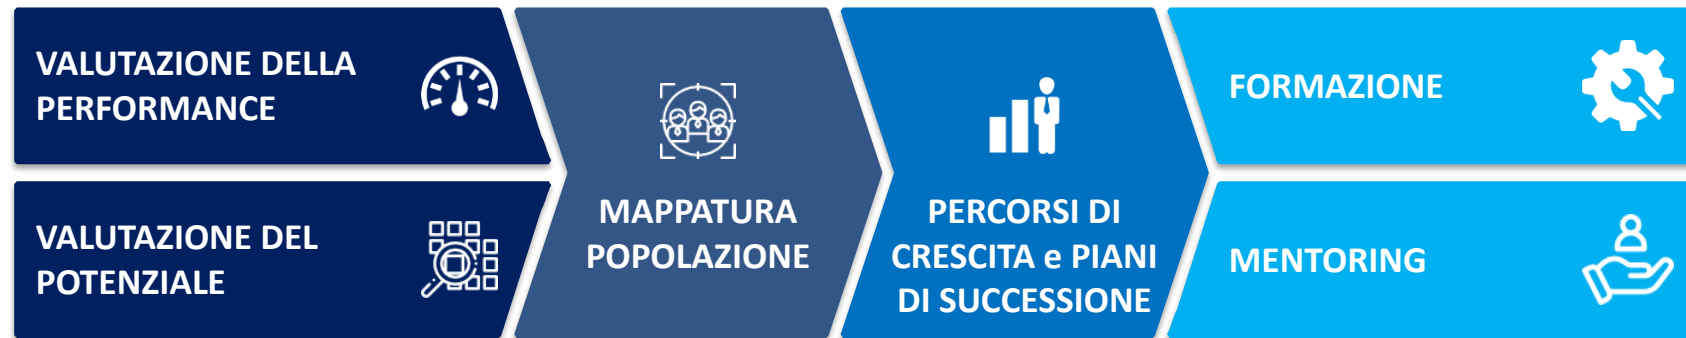 VALUTAZIONE DELLA
PERFORMANCE
VALUTAZIONE DEL
POTENZIALE
MAPPATURA
POPOLAZIONE
PERCORSI DI
CRESCITA e PIANI
DI SUCCESSIONE
FORMAZIONE
MENTORING